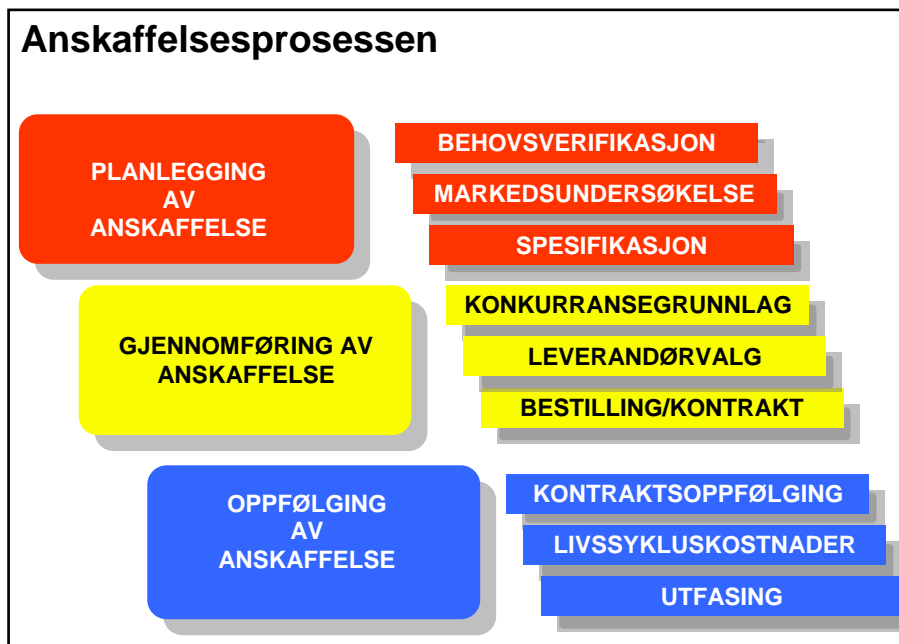 Anskaffelsesprosessen
PLANLEGGING
AV
ANSKAFFELSE
BEHOVSVERIFIKASJON
MARKEDSUNDERSØKELSE
SPESIFIKASJON
GJENNOMFØRING AV
ANSKAFFELSE
KONKURRANSEGRUNNLAG
LEVERANDØRVALG
BESTILLING/KONTRAKT
OPPFØLGING
AV
ANSKAFFELSE
KONTRAKTSOPPFØLGING
LIVSSYKLUSKOSTNADER
UTFASING